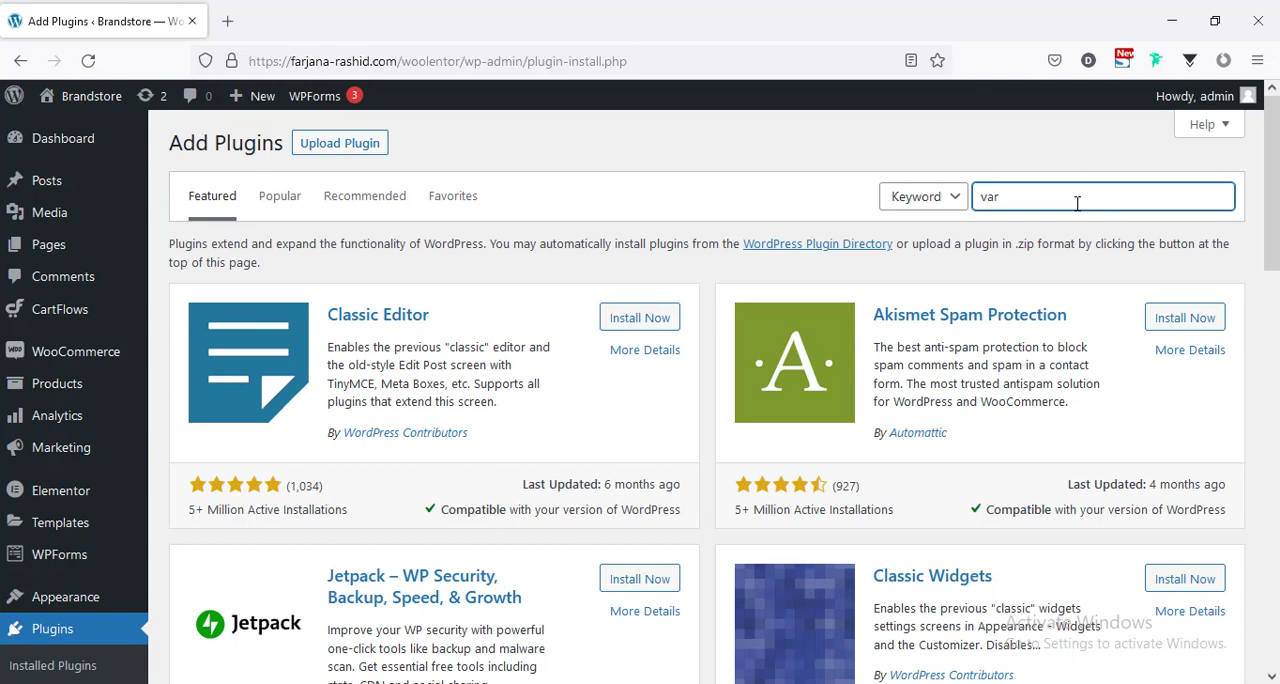 Add Plugins ‹ Brandstore — Wo
https://farjana-rashid.com/woolentor/wp-admin/plugin-install.php
New
Brandstore 2 0 New WPForms 3 Howdy, admin
Help
Dashboard
Posts
Media
Pages
Comments
CartFlows
WooCommerce
Products
Analytics
Marketing
Elementor
Templates
WPForms
Appearance
Plugins
Installed Plugins
Add Plugins Upload Plugin
Featured Popular Recommended Favorites Keyword var
Plugins extend and expand the functionality of WordPress. You may automatically install plugins from the WordPress Plugin Directory or upload a plugin in .zip format by clicking the button at the
top of this page.
Classic Editor
Install Now
More Details
Enables the previous "classic" editor and
the old-style Edit Post screen with
TinyMCE, Meta Boxes, etc. Supports all
plugins that extend this screen.
By WordPress Contributors
(1,034)
Last Updated: 6 months ago
5+ Million Active Installations
Compatible with your version of WordPress
A
Akismet Spam Protection
Install Now
More Details
The best anti-spam protection to block
spam comments and spam in a contact
form. The most trusted antispam solution
for WordPress and WooCommerce.
By Automattic
(927)
Last Updated: 4 months ago
5+ Million Active Installations
Compatible with your version of WordPress
Jetpack
Jetpack – WP Security,
Backup, Speed, & Growth
Install Now
More Details
Improve your WP security with powerful
one-click tools like backup and malware
scan. Get essential free tools including
Classic Widgets
Install Now
More Details
Enables the previous "classic" widgets
settings screens in Appearance - Widgets
and the Customizer. Disables…
By WordPress Contributors
Activate Windows
Go to Settings to activate Windows.